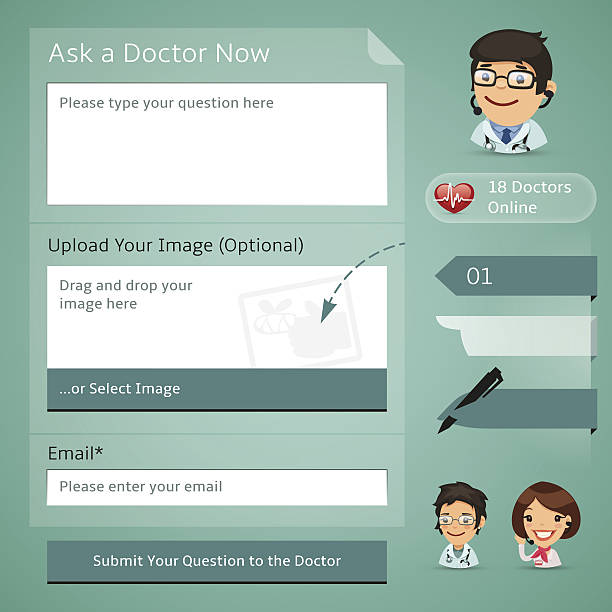 Ask a Doctor Now
Please type your question here
18 Doctors
Online
Upload Your Image (Optional)
Drag and drop your
image here
01
...or Select Image
Email*
Please enter your email
Submit Your Question to the Doctor